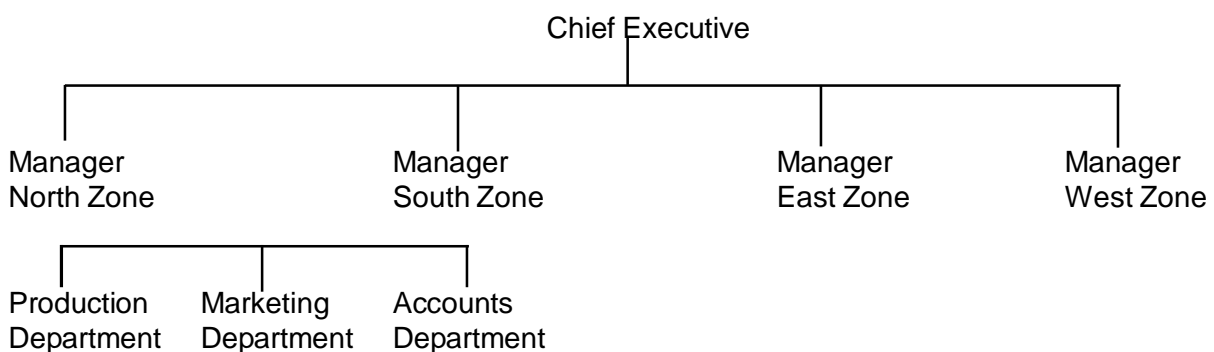 Chief Executive
Manager
North Zone
Manager
South Zone
Manager
East Zone
Manager
West Zone
Production
Department
Marketing
Department
Accounts
Department